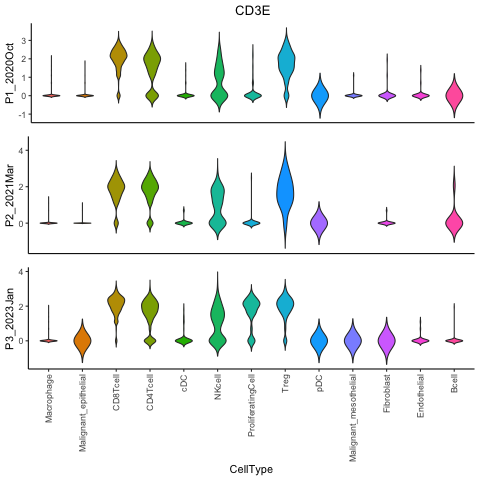 CD3E
P1_2020Oct
3
2
1
0
-1
P2_2021Mar
4
2
0
P3_2023Jan
4
2
0
Macrophage
Malignant_epithelial
CD8Tcell
CD4Tcell
cDC
NKcell
ProliferatingCell
Treg
pDC
Malignant_mesothelial
Fibroblast
Endothelial
Bcell
CellType